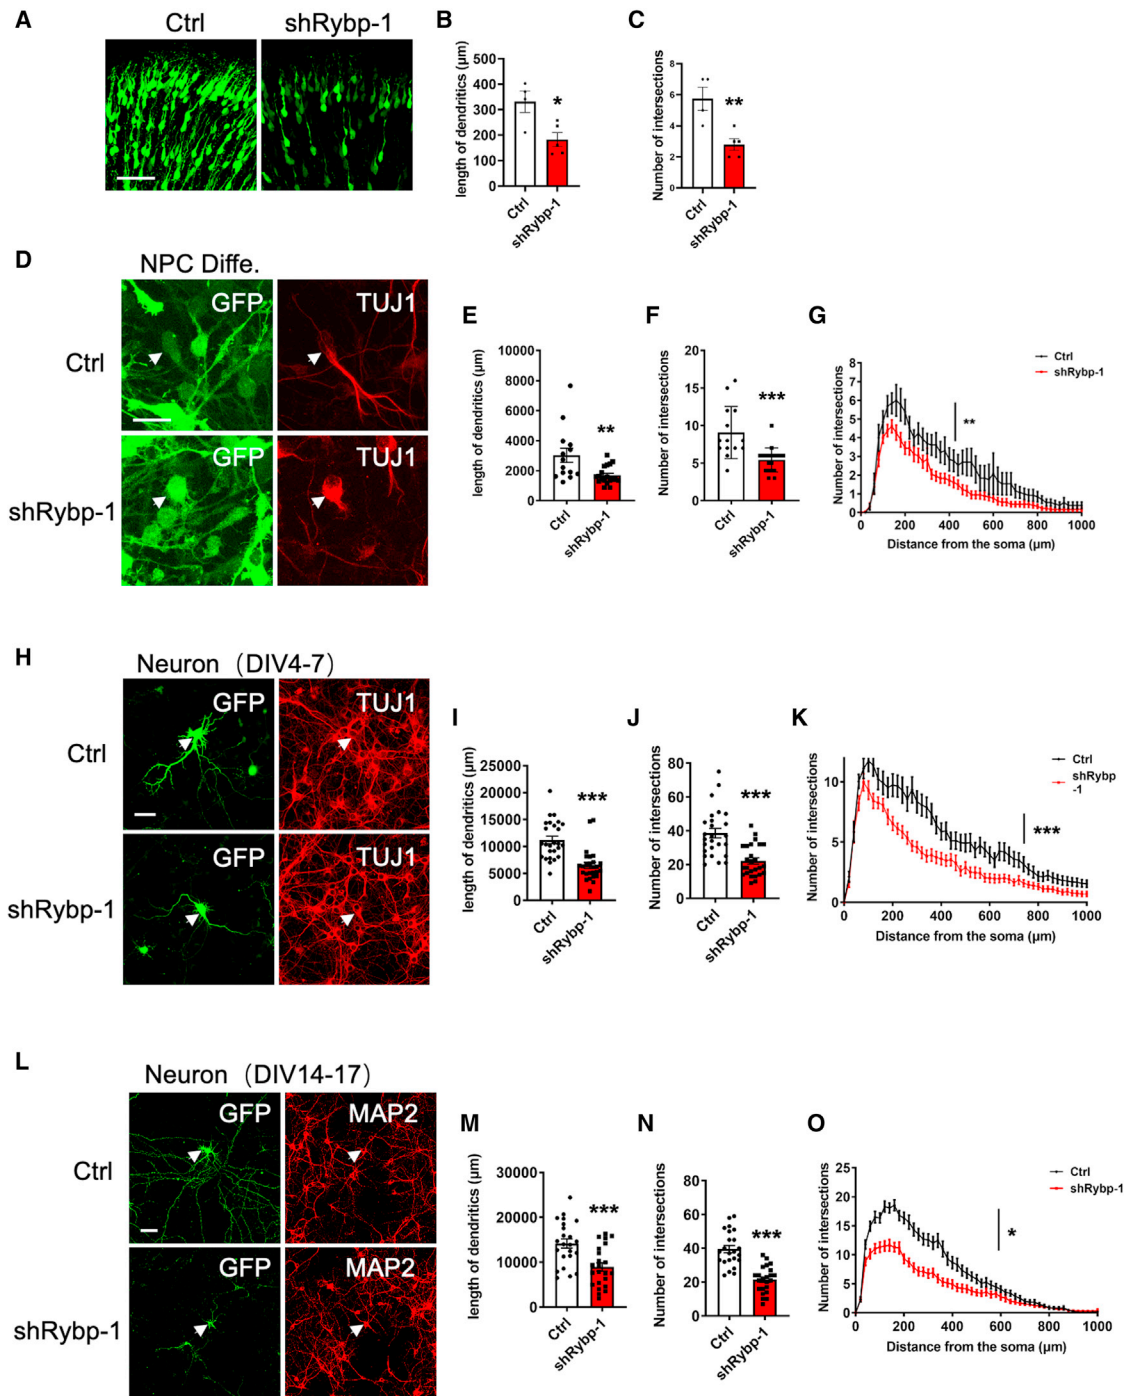 A
Ctrl
shRybp-1
B
length of dendritics (µm)
500
400
300
200
100
0
*
Ctrl
shRybp-1
C
Number of intersections
8
6
4
2
0
**
Ctrl
shRybp-1
D
NPC Diffe.
GFP
TUJ1
Ctrl
GFP
TUJ1
shRybp-1
E
length of dendritics (µm)
10000
8000
6000
4000
2000
0
**
Ctrl
shRybp-1
F
Number of intersections
20
15
10
5
0
***
Ctrl
shRybp-1
G
Number of intersections
8
7
6
5
4
3
2
1
0
Ctrl
shRybp-1
**
0 200 400 600 800 1000
Distance from the soma (µm)
H
Neuron（DIV4-7）
GFP
TUJ1
Ctrl
GFP
TUJ1
shRybp-1
I
length of dendritics (µm)
25000
20000
15000
10000
5000
0
***
Ctrl
shRybp-1
J
Number of intersections
80
60
40
20
0
***
Ctrl
shRybp-1
K
Number of intersections
10
5
0
Ctrl
shRybp
-1
***
0 200 400 600 800 1000
Distance from the soma (µm)
L
Neuron（DIV14-17）
GFP
MAP2
Ctrl
GFP
MAP2
shRybp-1
M
length of dendritics (µm)
30000
20000
10000
0
***
Ctrl
shRybp-1
N
Number of intersections
80
60
40
20
0
***
Ctrl
shRybp-1
O
Number of intersections
25
20
15
10
5
0
Ctrl
shRybp-1
*
0 200 400 600 800 1000
Distance from the soma (µm)